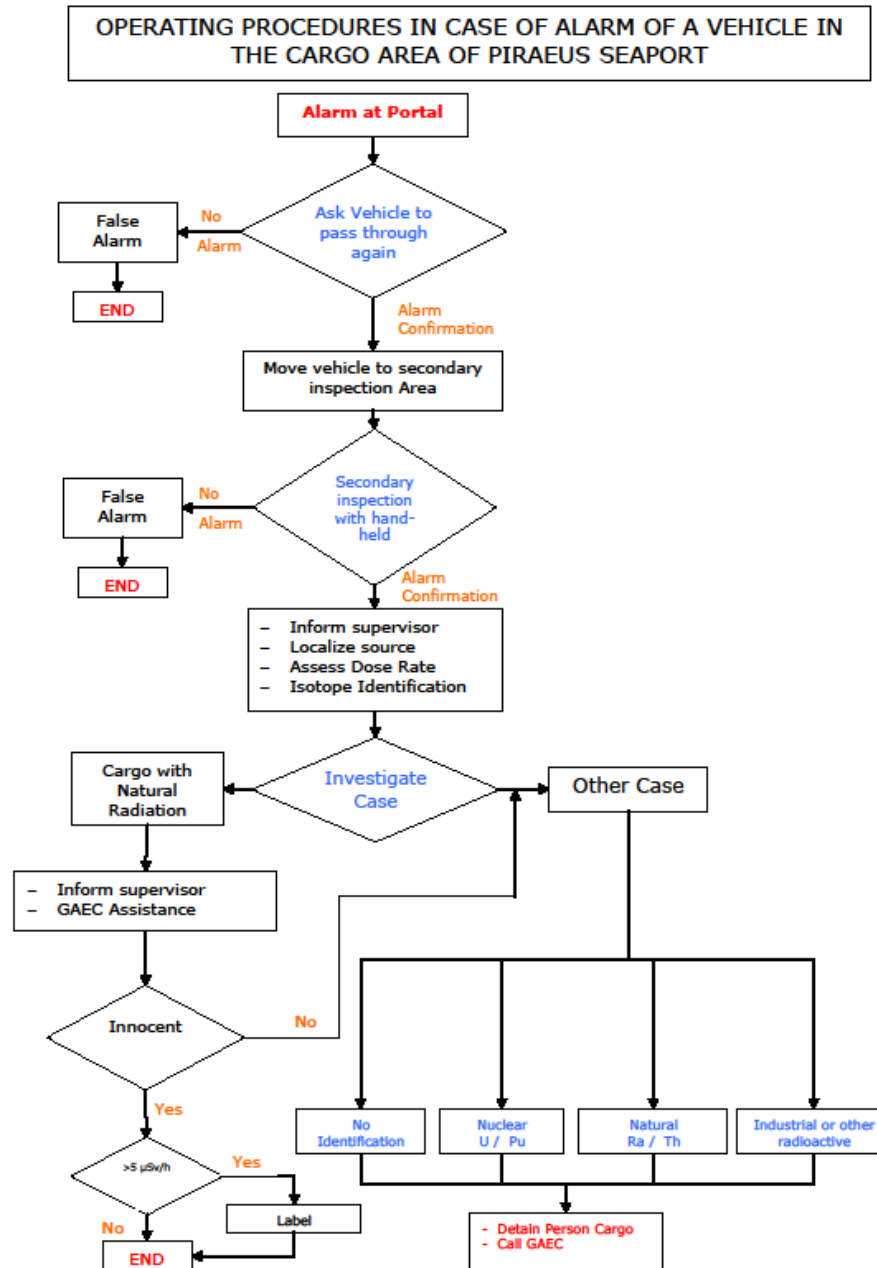 OPERATING PROCEDURES IN CASE OF ALARM OF A VEHICLE IN
THE CARGO AREA OF PIRAEUS SEAPORT
Alarm at Portal
Ask Vehicle to
pass through
again
No
Alarm
False
Alarm
END
Alarm
Confirmation
Move vehicle to secondary
inspection Area
Secondary
inspection
with hand-
held
No
Alarm
False
Alarm
END
Alarm
Confirmation
– Inform supervisor
– Localize source
– Assess Dose Rate
– Isotope Identification
Investigate
Case
Cargo with
Natural
Radiation
Other Case
– Inform supervisor
– GAEC Assistance
Innocent
No
Yes
No
Identification
Nuclear
U / Pu
Natural
Ra / Th
Industrial or other
radioactive
>5 μSv/h
Yes
Label
No
END
- Detain Person Cargo
- Call GAEC